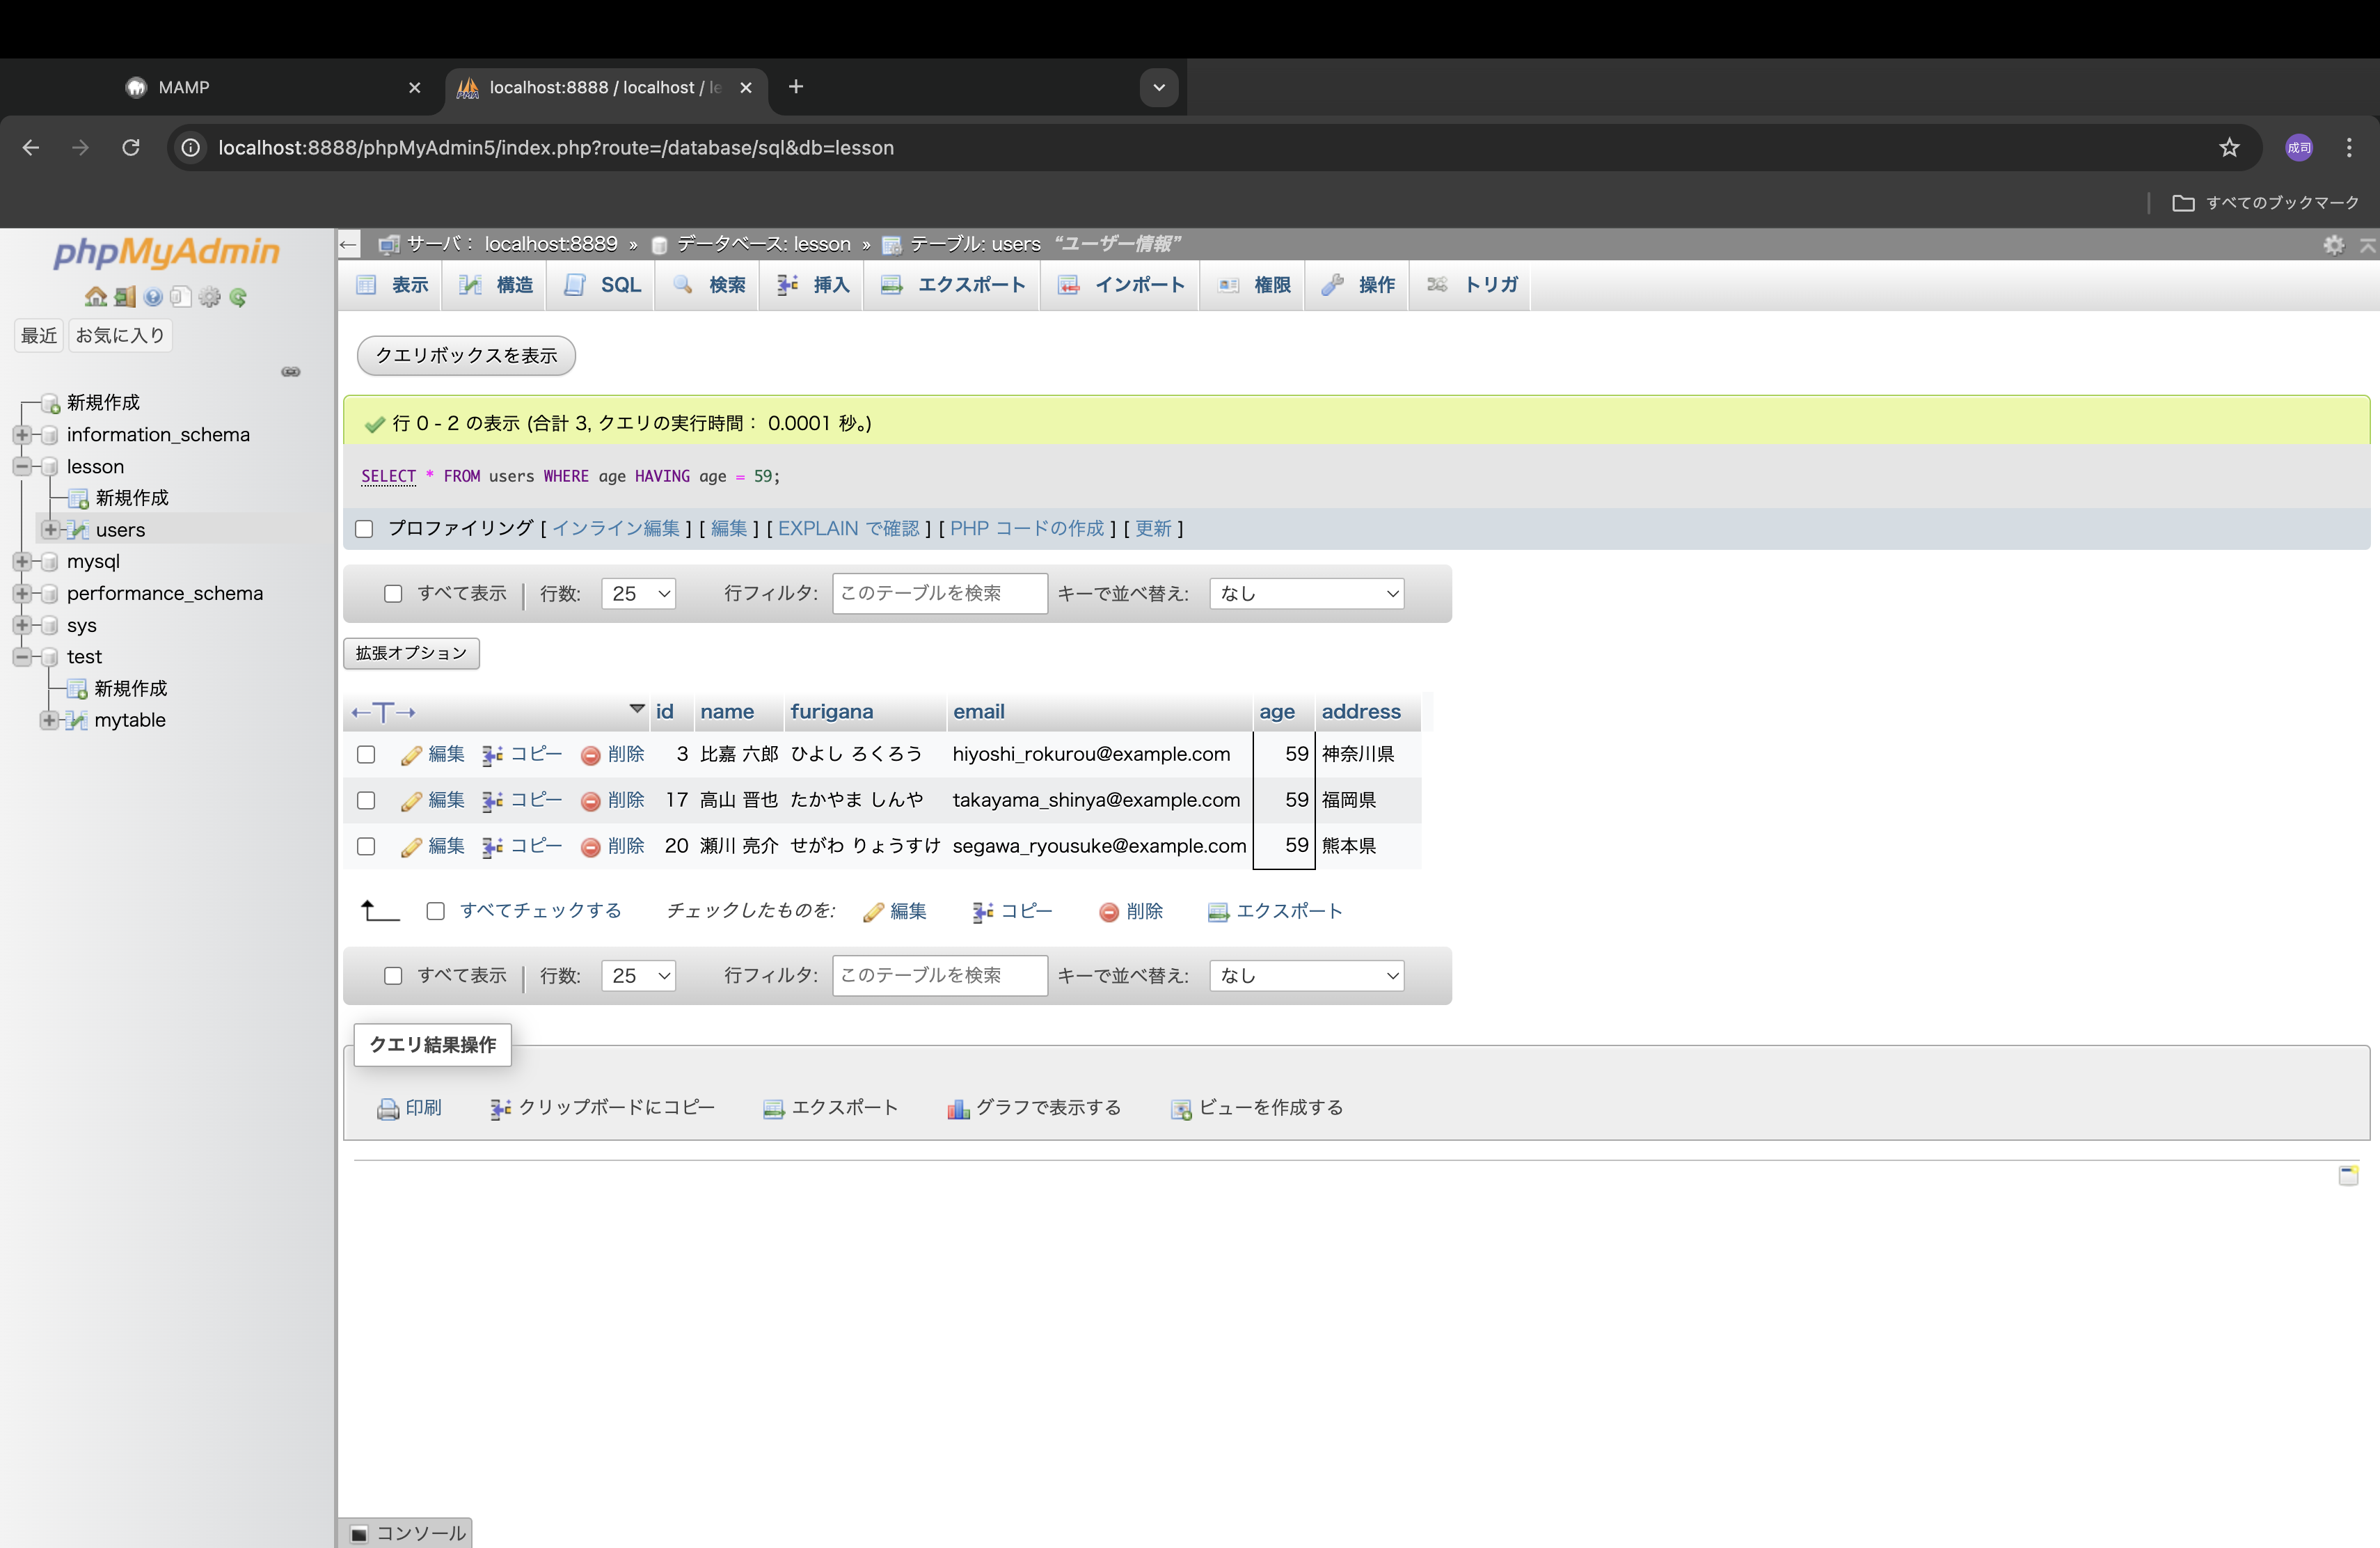 MAMP
localhost:8888 / localhost / le
localhost:8888/phpMyAdmin5/index.php?route=/database/sql&db=lesson
成司
すべてのブックマーク
phpMyAdmin
最近 お気に入り
新規作成
information_schema
lesson
新規作成
users
mysql
performance_schema
sys
test
新規作成
mytable
サーバ: localhost:8889 » データベース: lesson » テーブル: users “ユーザー情報”
表示 構造 SQL 検索 挿入 エクスポート インポート 権限 操作 トリガ
クエリボックスを表示
行 0 - 2 の表示 (合計 3, クエリの実行時間： 0.0001 秒。)
SELECT * FROM users WHERE age HAVING age = 59;
プロファイリング [ インライン編集 ] [ 編集 ] [ EXPLAIN で確認 ] [ PHP コードの作成 ] [ 更新 ]
すべて表示 | 行数: 25 行フィルタ: このテーブルを検索 キーで並べ替え: なし
拡張オプション
←T→ id name furigana email age address
編集 コピー 削除 3 比嘉 六郎 ひよし ろくろう hiyoshi_rokurou@example.com 59 神奈川県
編集 コピー 削除 17 高山 晋也 たかやま しんや takayama_shinya@example.com 59 福岡県
編集 コピー 削除 20 瀬川 亮介 せがわ りょうすけ segawa_ryousuke@example.com 59 熊本県
すべてチェックする チェックしたものを: 編集 コピー 削除 エクスポート
すべて表示 | 行数: 25 行フィルタ: このテーブルを検索 キーで並べ替え: なし
クエリ結果操作
印刷 クリップボードにコピー エクスポート グラフで表示する ビューを作成する
コンソール